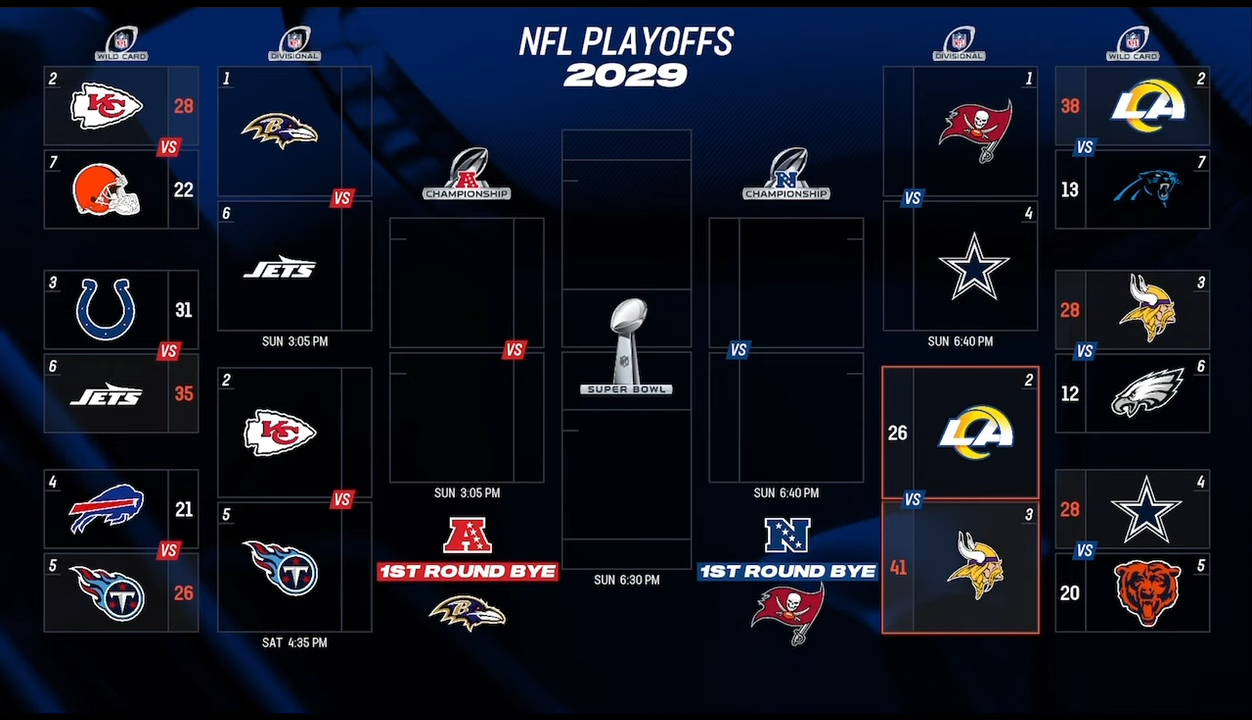 NFL PLAYOFFS
2029
WILD CARD
2
KC
28
VS
7
22
3
31
VS
6
JETS
35
4
21
VS
5
T
26
DIVISIONAL
1
B
VS
6
JETS
SUN 3:05 PM
2
KC
VS
5
T
SAT 4:35 PM
A
CHAMPIONSHIP
VS
SUN 3:05 PM
A
1ST ROUND BYE
B
SUPER BOWL
SUN 6:30 PM
N
CHAMPIONSHIP
VS
SUN 6:40 PM
N
1ST ROUND BYE
DIVISIONAL
1
VS
4
SUN 6:40 PM
2
26
LA
VS
3
41
WILD CARD
2
38
LA
VS
7
13
3
28
VS
6
12
4
28
VS
5
20